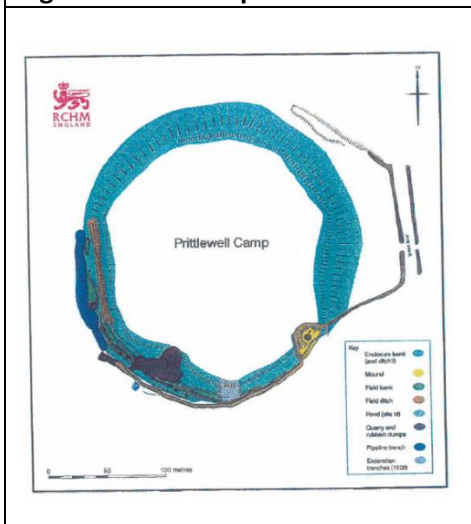 RCHM
ENGLAND
Prittlewell Camp
Key
Enclosure bank
(and ditch?)
Mound
Field bank
Field ditch
Pond (site of)
Quarry and
rubbish dumps
Pipeline trench
Excavation
trenches (1929)
0 50 100 metres